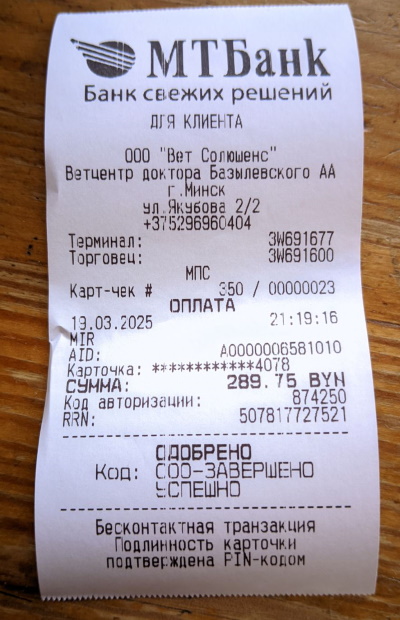 МТБанк
Банк свежих решений
ДЛЯ КЛИЕНТА
ООО "Вет Солюшенс"
Ветцентр доктора Базылевского АА
г.Минск
ул.Якубова 2/2
+375296960404
Терминал: 3W691677
Торговец: 3W691600
МПС
Карт-чек # 350 / 00000023
ОПЛАТА
19.03.2025 21:19:16
MIR
AID: A0000006581010
Карточка: ************4078
СУММА: 289.75 BYN
Код авторизации: 874250
RRN: 507817727521
ОДОБРЕНО
Код: 000-ЗАВЕРШЕНО
УСПЕШНО
Бесконтактная транзакция
Подлинность карточки
подтверждена PIN-кодом